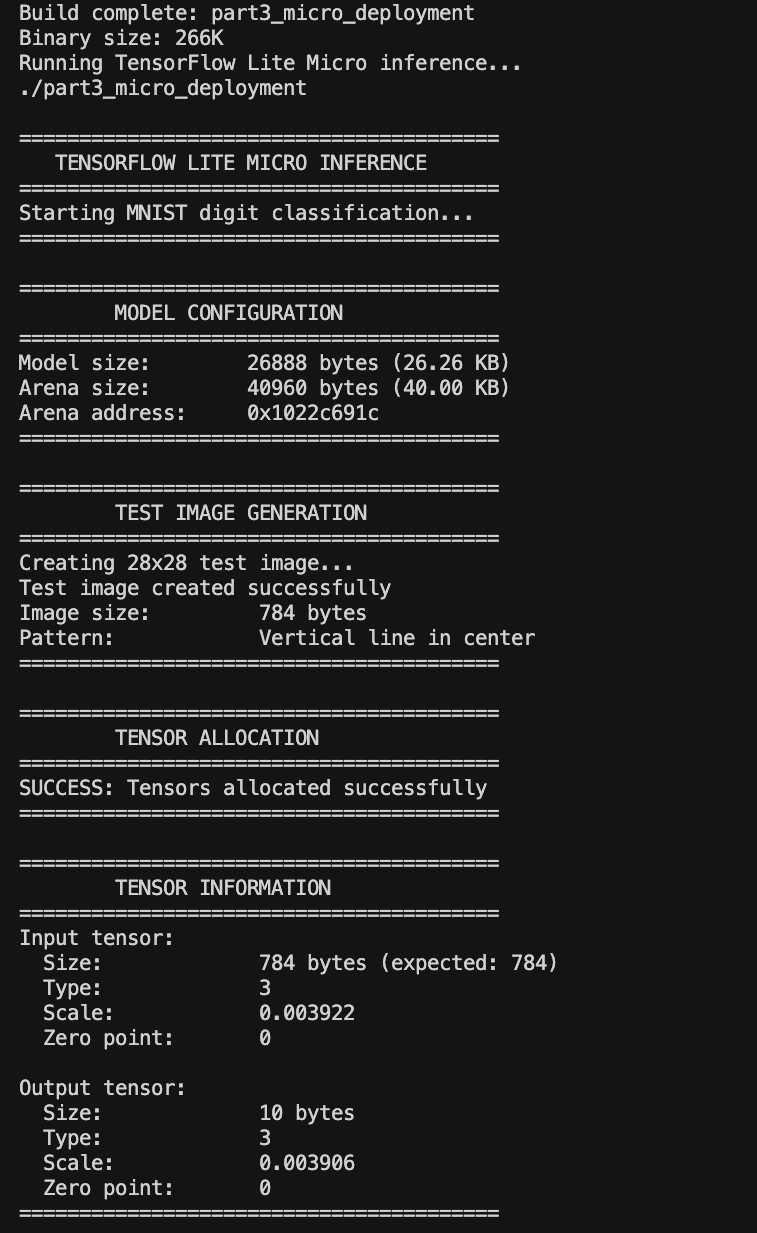 Build complete: part3_micro_deployment
Binary size: 266K
Running TensorFlow Lite Micro inference...
./part3_micro_deployment
========================================
TENSORFLOW LITE MICRO INFERENCE
========================================
Starting MNIST digit classification...
========================================
========================================
MODEL CONFIGURATION
========================================
Model size:        26888 bytes (26.26 KB)
Arena size:        40960 bytes (40.00 KB)
Arena address:     0x1022c691c
========================================
========================================
TEST IMAGE GENERATION
========================================
Creating 28x28 test image...
Test image created successfully
Image size:         784 bytes
Pattern:            Vertical line in center
========================================
========================================
TENSOR ALLOCATION
========================================
SUCCESS: Tensors allocated successfully
========================================
========================================
TENSOR INFORMATION
========================================
Input tensor:
  Size:             784 bytes (expected: 784)
  Type:             3
  Scale:            0.003922
  Zero point:       0
Output tensor:
  Size:             10 bytes
  Type:             3
  Scale:            0.003906
  Zero point:       0
========================================